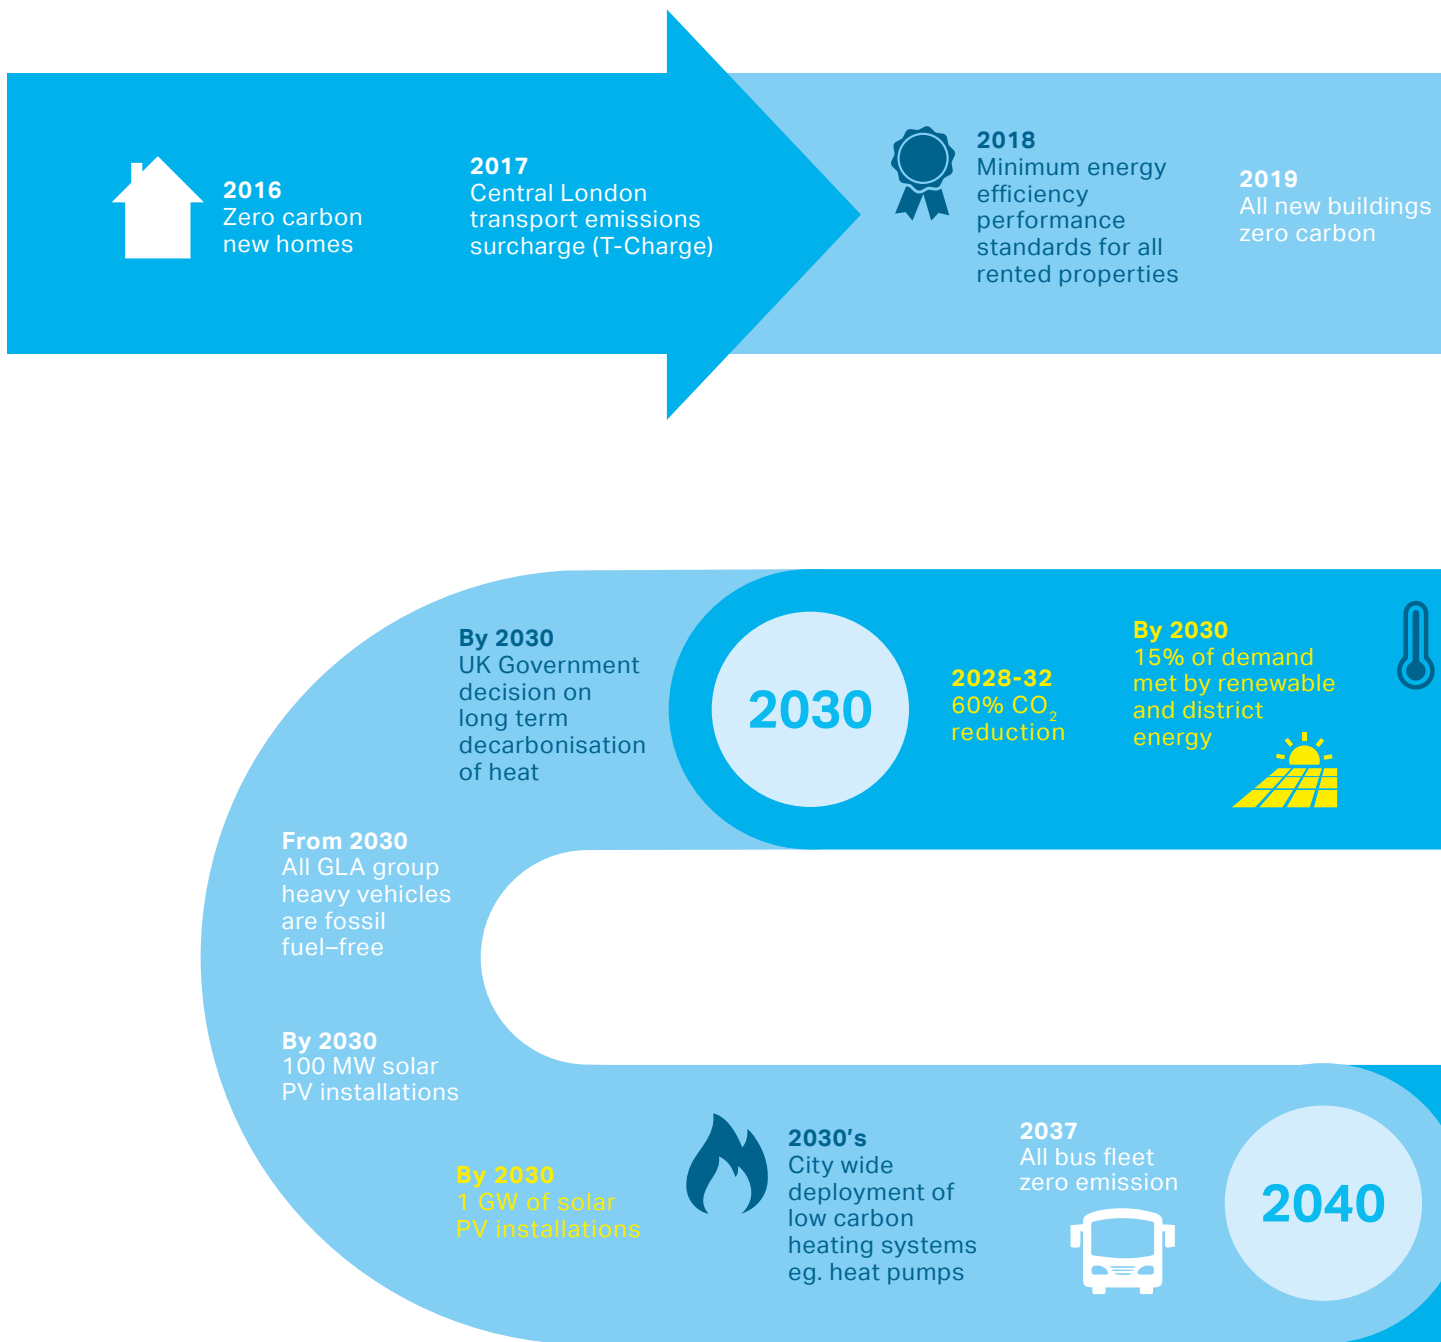 2016
Zero carbon
new homes
2017
Central London
transport emissions
surcharge (T-Charge)
2018
Minimum energy
efficiency
performance
standards for all
rented properties
2019
All new buildings
zero carbon
By 2030
UK Government
decision on
long term
decarbonisation
of heat
2030
2028-32
60% CO₂
reduction
By 2030
15% of demand
met by renewable
and district
energy
From 2030
All GLA group
heavy vehicles
are fossil
fuel–free
By 2030
100 MW solar
PV installations
By 2030
1 GW of solar
PV installations
2030’s
City wide
deployment of
low carbon
heating systems
eg. heat pumps
2037
All bus fleet
zero emission
2040